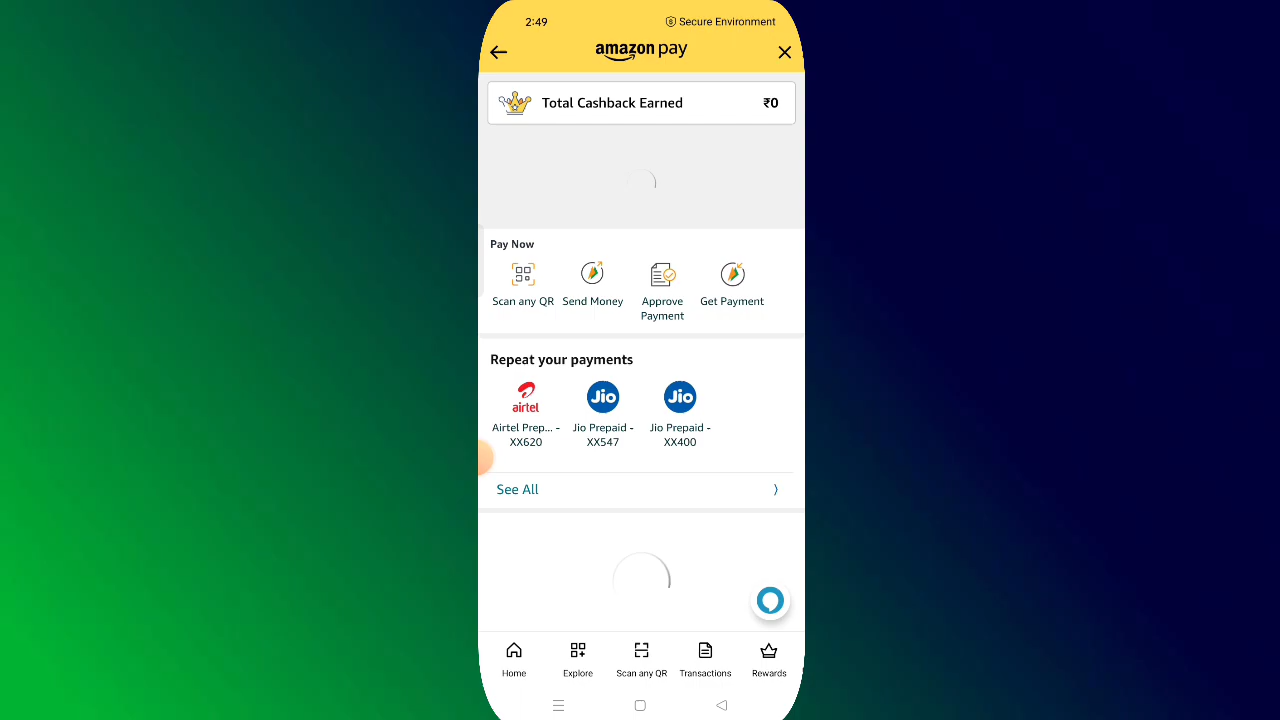 2:49 Secure Environment
amazon pay
Total Cashback Earned ₹0
Pay Now
Scan any QR Send Money Approve Payment Get Payment
Repeat your payments
airtel Jio Jio
Airtel Prep... - XX620 Jio Prepaid - XX547 Jio Prepaid - XX400
See All
Home Explore Scan any QR Transactions Rewards